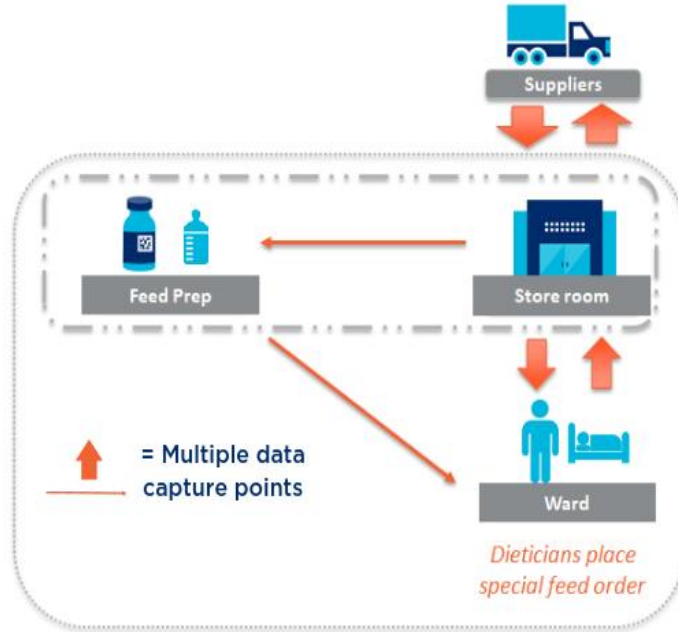 Suppliers
Feed Prep
Store room
= Multiple data
capture points
Ward
Dieticians place
special feed order